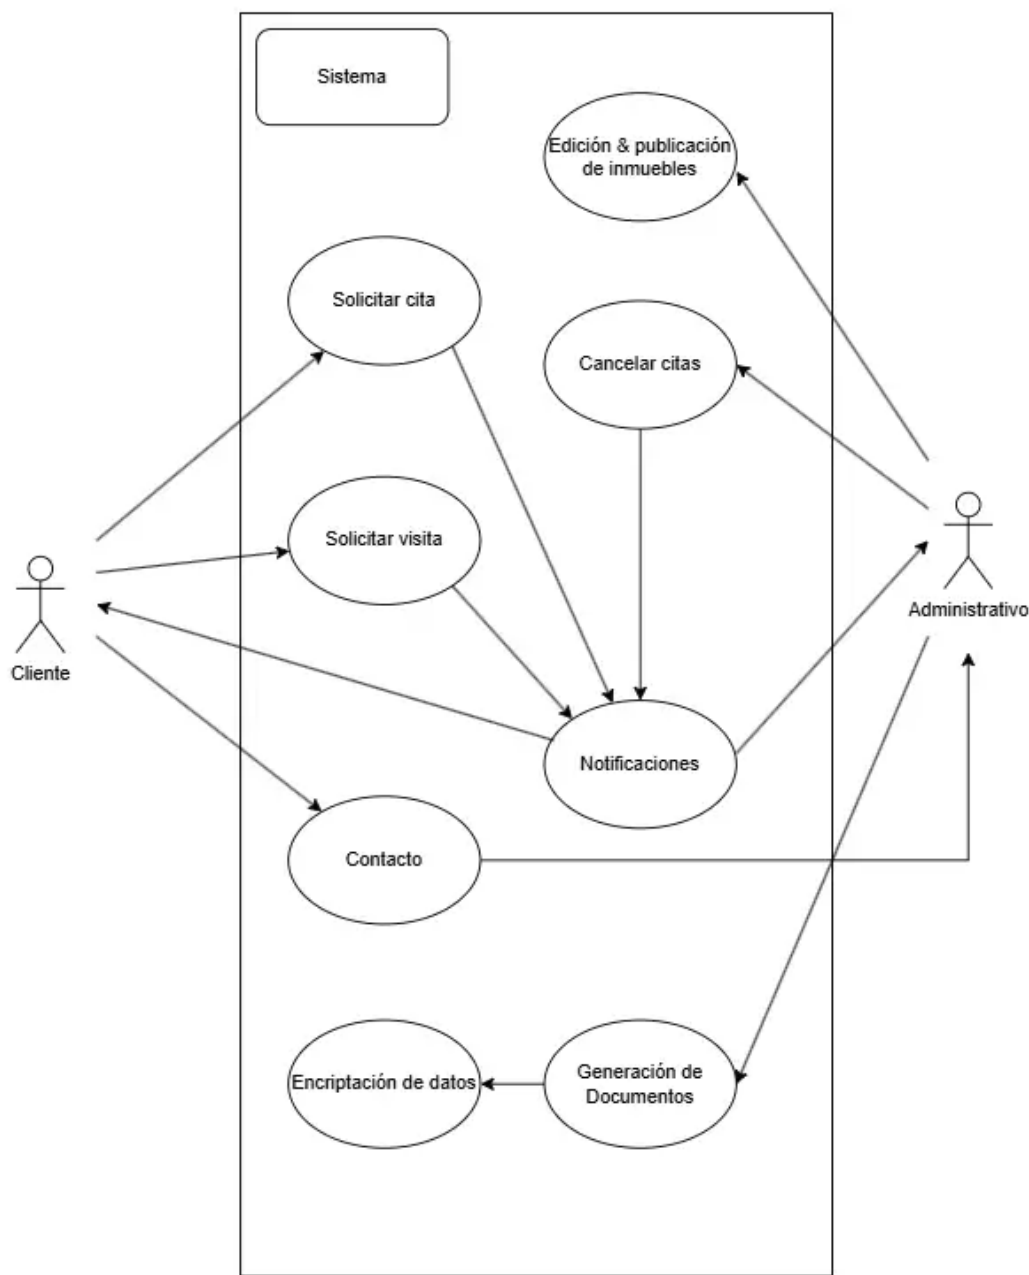 Sistema
Edición & publicación
de inmuebles
Solicitar cita
Cancelar citas
Solicitar visita
Cliente
Administrativo
Notificaciones
Contacto
Encriptación de datos
Generación de
Documentos